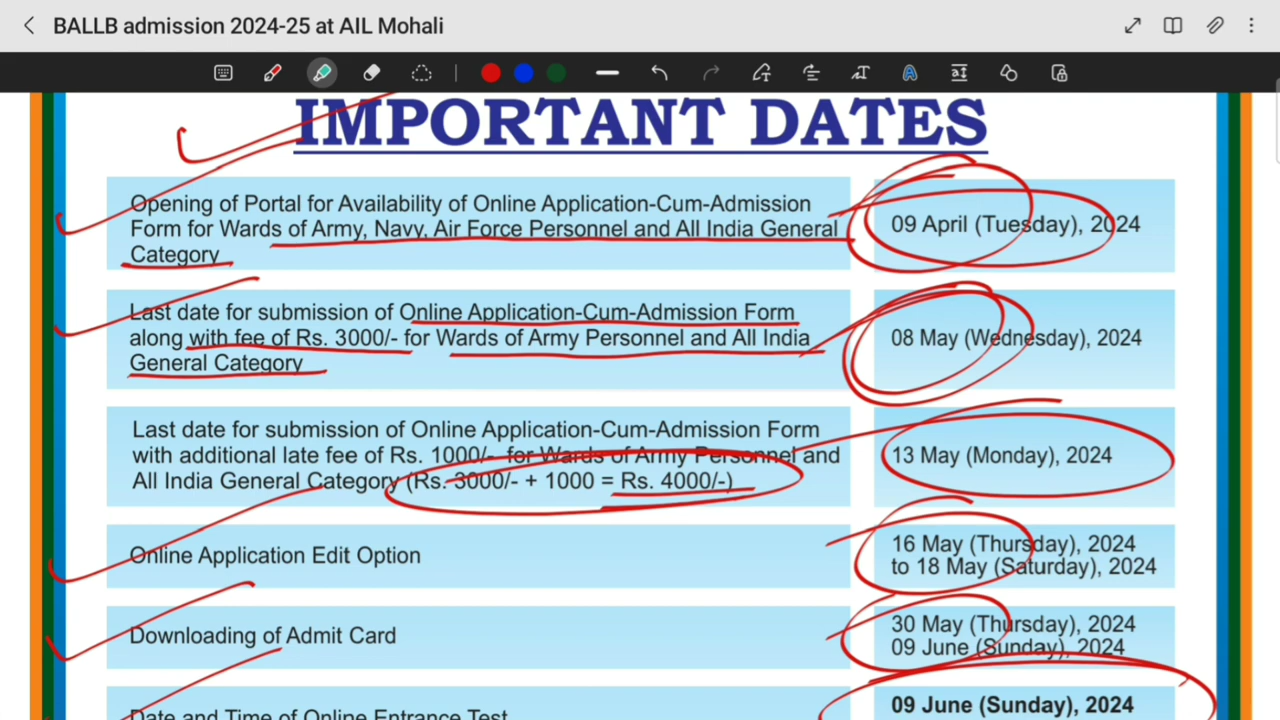 BALLB admission 2024-25 at AIL Mohali
IMPORTANT DATES
Opening of Portal for Availability of Online Application-Cum-Admission
Form for Wards of Army, Navy, Air Force Personnel and All India General
Category
09 April (Tuesday), 2024
Last date for submission of Online Application-Cum-Admission Form
along with fee of Rs. 3000/- for Wards of Army Personnel and All India
General Category
08 May (Wednesday), 2024
Last date for submission of Online Application-Cum-Admission Form
with additional late fee of Rs. 1000/- for Wards of Army Personnel and
All India General Category (Rs. 3000/- + 1000 = Rs. 4000/-)
13 May (Monday), 2024
Online Application Edit Option
16 May (Thursday), 2024
to 18 May (Saturday), 2024
Downloading of Admit Card
30 May (Thursday), 2024
09 June (Sunday), 2024
Date and Time of Online Entrance Test
09 June (Sunday), 2024